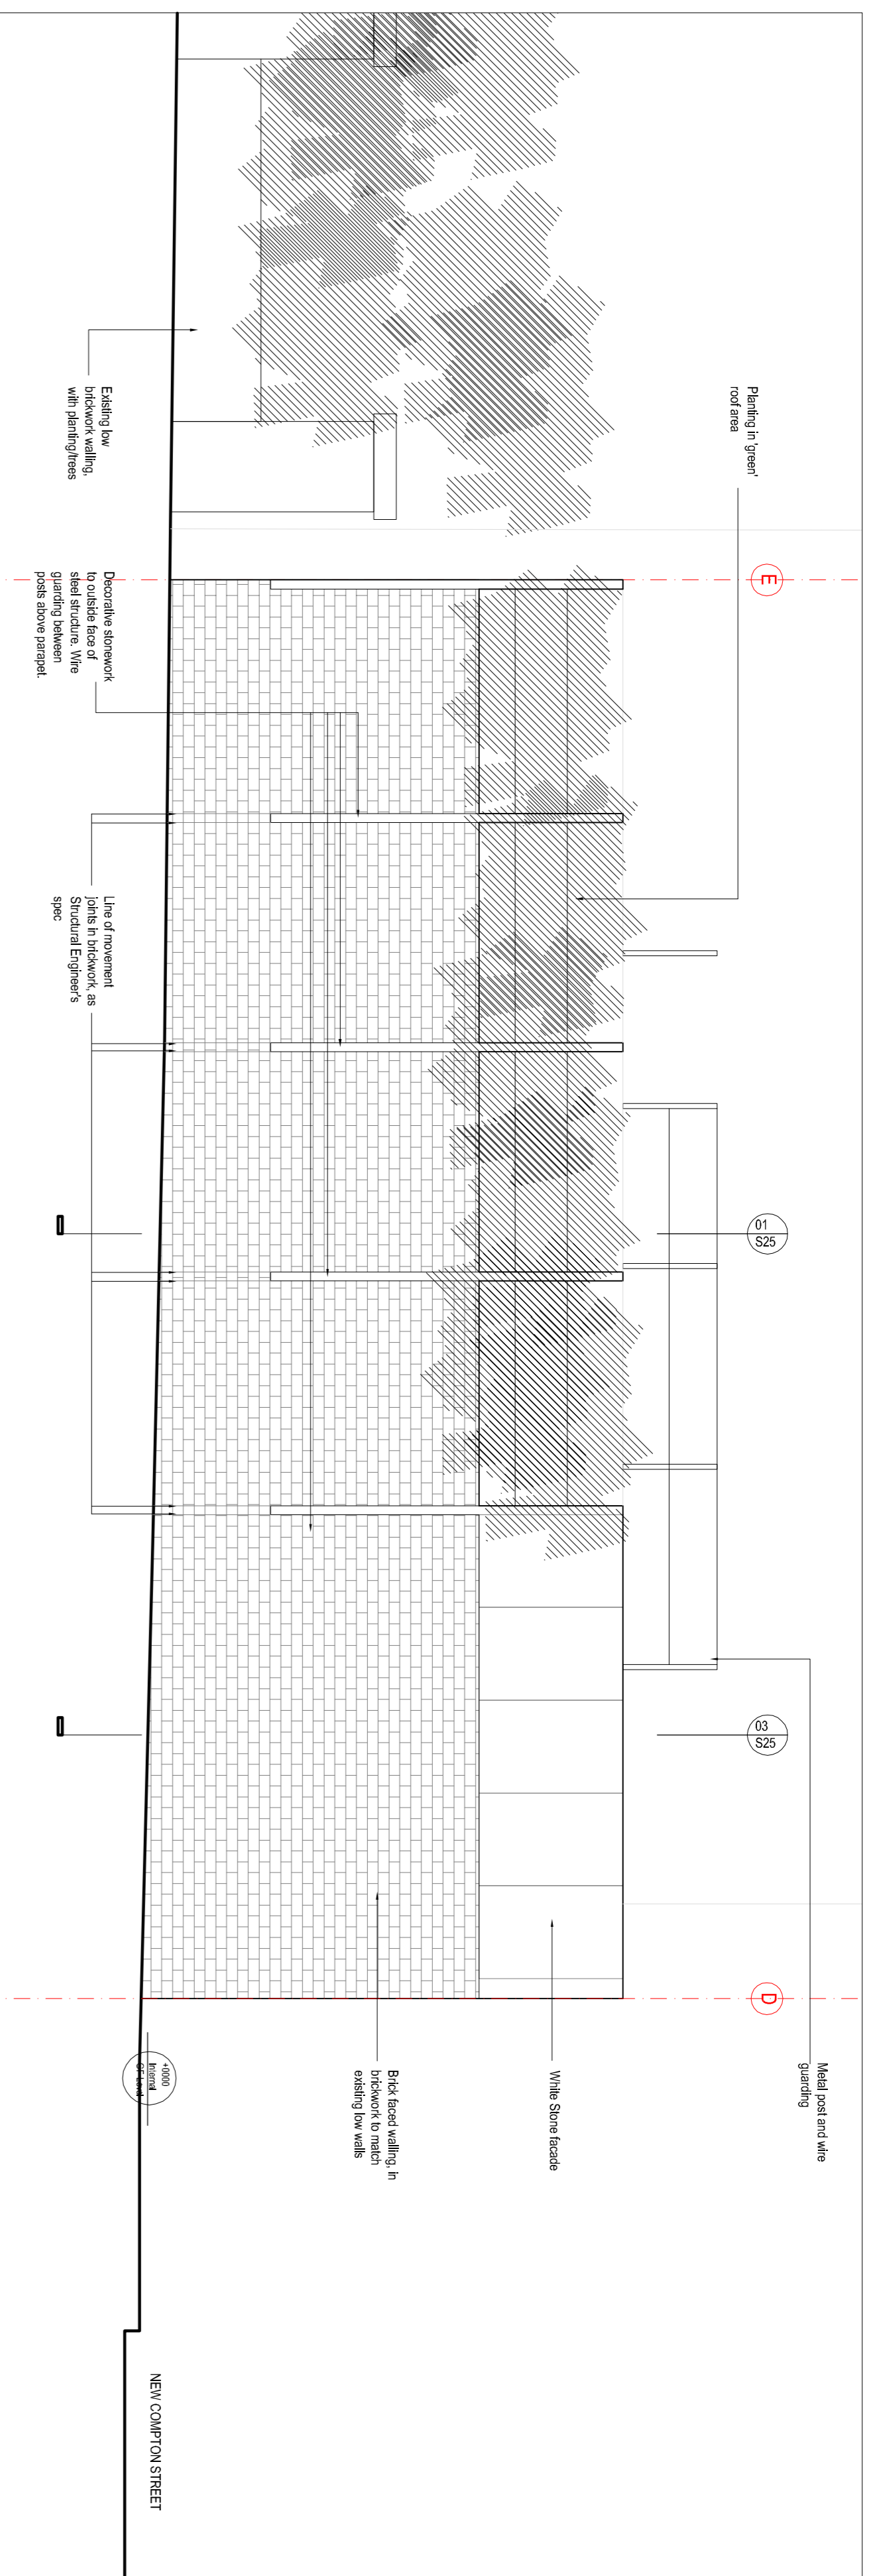 Metal post and wire
guarding
Planting in 'green'
roof area
E
01
S25
03
S25
D
White Stone facade
Brick faced walling, in
brickwork to match
existing low walls
+0000
Internal
GF Level
NEW COMPTON STREET
Existing low
brickwork walling,
with planting/trees
Decorative stonework
to outside face of
steel structure. Wire
guarding between
posts above parapet.
Line of movement
joints in brickwork, as
Structural Engineer's
spec